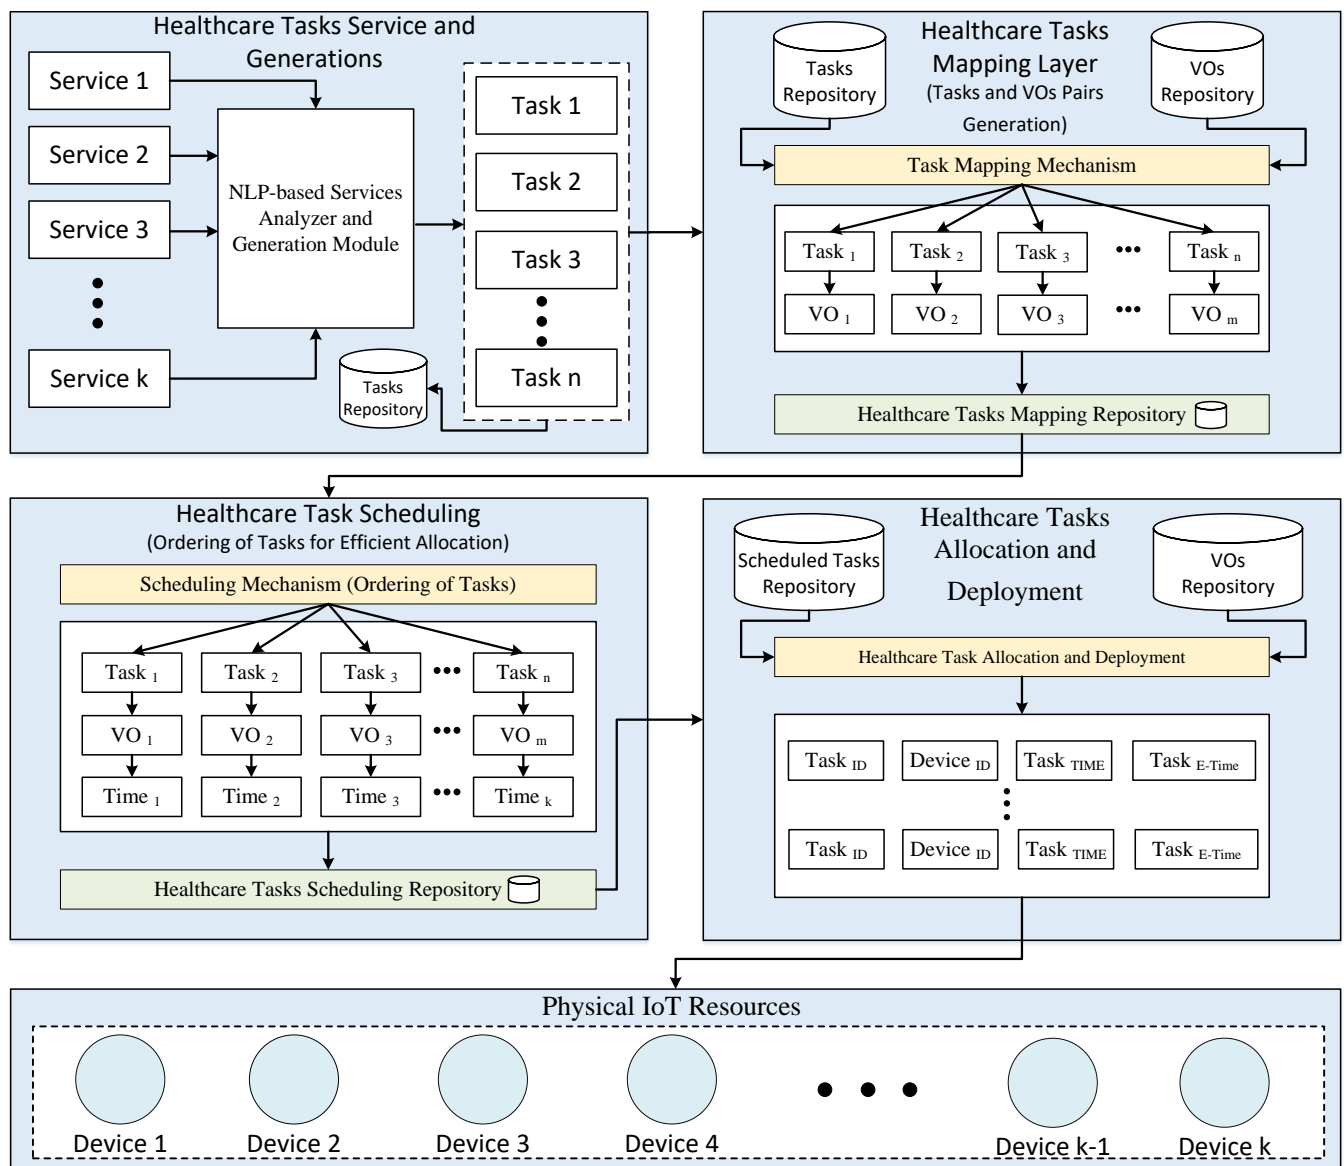 Healthcare Tasks Service and
Generations
Service 1
Service 2
Service 3
Service k
NLP-based Services
Analyzer and
Generation Module
Task 1
Task 2
Task 3
Task n
Tasks
Repository
Healthcare Tasks
Mapping Layer
(Tasks and VOs Pairs
Generation)
Tasks
Repository
VOs
Repository
Task Mapping Mechanism
Task 1 Task 2 Task 3 Task n
VO 1 VO 2 VO 3 VO m
Healthcare Tasks Mapping Repository
Healthcare Task Scheduling
(Ordering of Tasks for Efficient Allocation)
Scheduling Mechanism (Ordering of Tasks)
Task 1 Task 2 Task 3 Task n
VO 1 VO 2 VO 3 VO m
Time 1 Time 2 Time 3 Time k
Healthcare Tasks Scheduling Repository
Healthcare Tasks
Allocation and
Deployment
Scheduled Tasks
Repository
VOs
Repository
Healthcare Task Allocation and Deployment
Task ID Device ID Task TIME Task E-Time
Task ID Device ID Task TIME Task E-Time
Physical IoT Resources
Device 1 Device 2 Device 3 Device 4 Device k-1 Device k